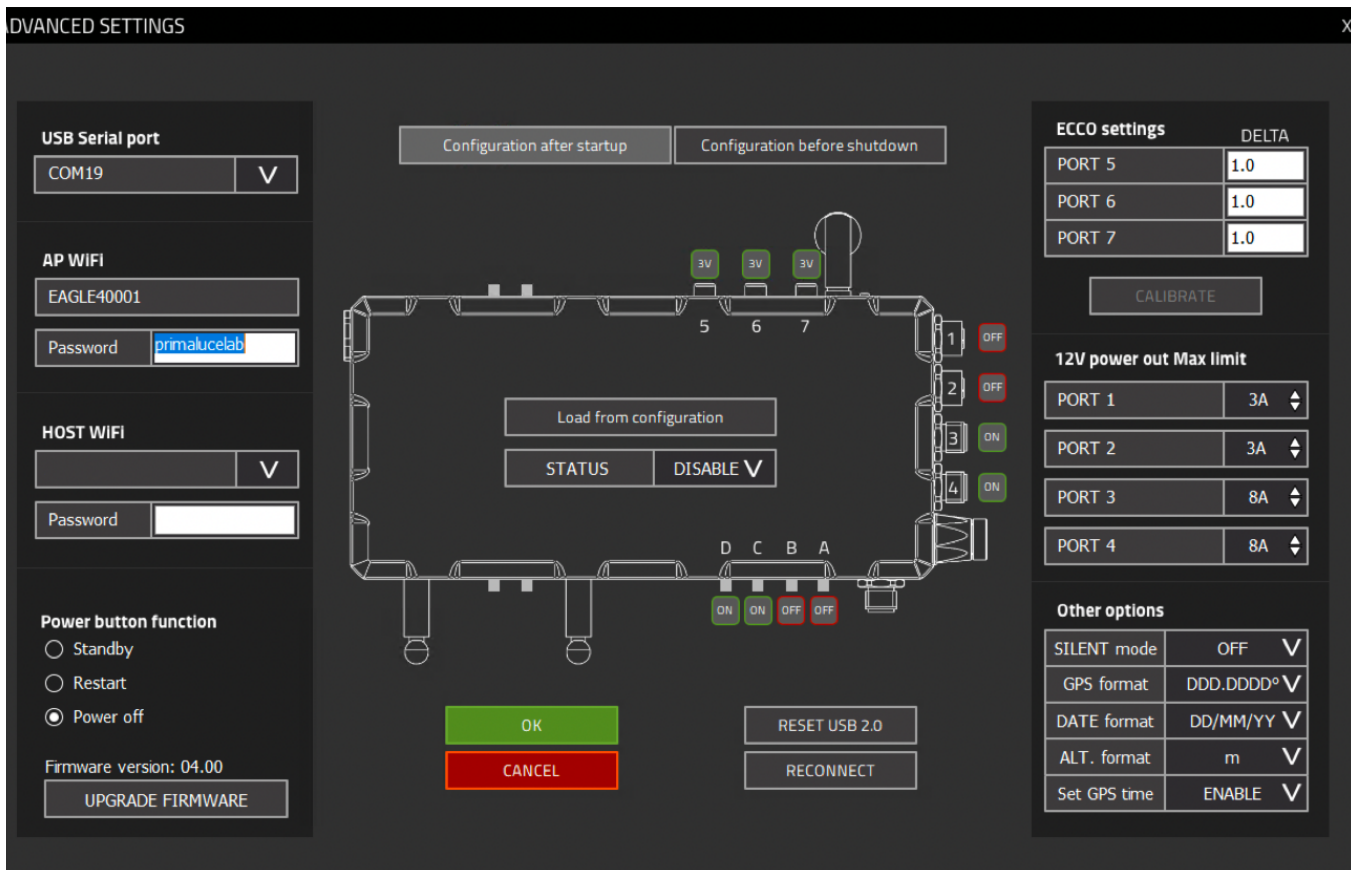 ADVANCED SETTINGS
X
USB Serial port
COM19 V
AP WiFi
EAGLE40001
Password primalucelab
HOST WiFi
V
Password
Power button function
Standby
Restart
Power off
Firmware version: 04.00
UPGRADE FIRMWARE
Configuration after startup Configuration before shutdown
3V 3V 3V
5 6 7
1 OFF
2 OFF
3 ON
4 ON
Load from configuration
STATUS DISABLE V
D C B A
ON ON OFF OFF
OK RESET USB 2.0
CANCEL RECONNECT
ECCO settings DELTA
PORT 5 1.0
PORT 6 1.0
PORT 7 1.0
CALIBRATE
12V power out Max limit
PORT 1 3A
PORT 2 3A
PORT 3 8A
PORT 4 8A
Other options
SILENT mode OFF V
GPS format DDD.DDDD° V
DATE format DD/MM/YY V
ALT. format m V
Set GPS time ENABLE V